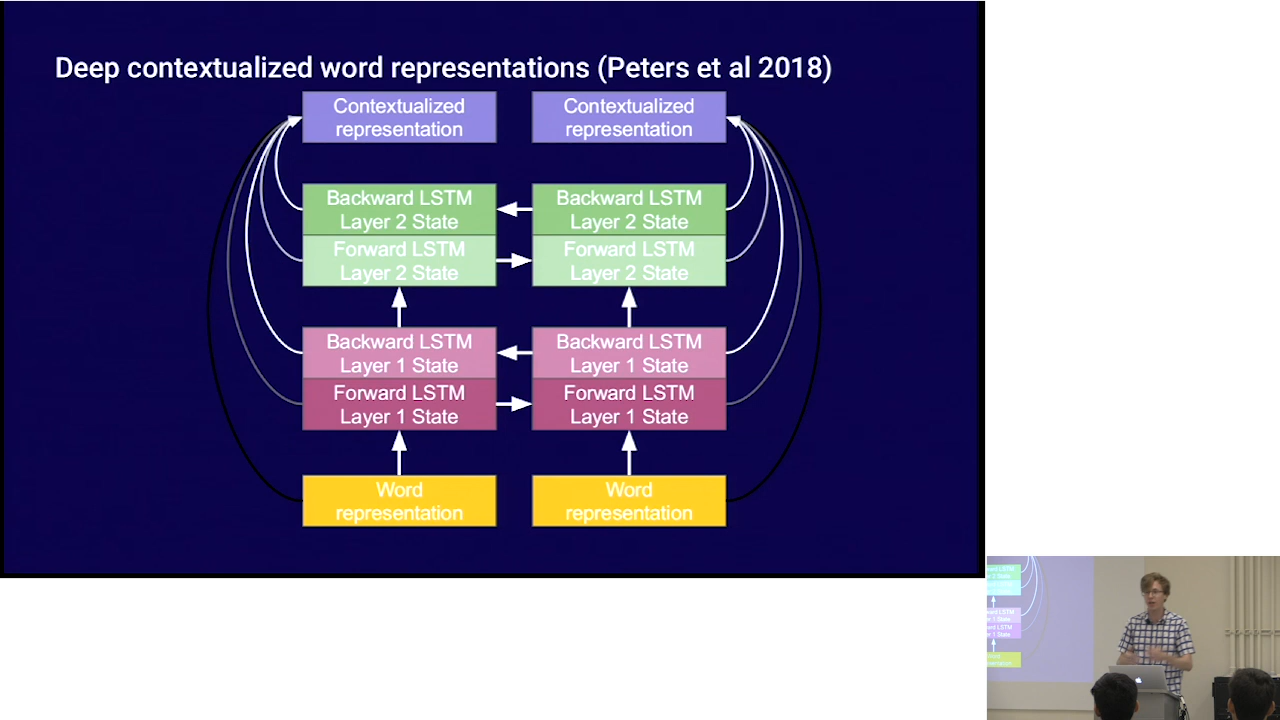 Deep contextualized word representations (Peters et al 2018)
Contextualized
representation
Contextualized
representation
Backward LSTM
Layer 2 State
Backward LSTM
Layer 2 State
Forward LSTM
Layer 2 State
Forward LSTM
Layer 2 State
Backward LSTM
Layer 1 State
Backward LSTM
Layer 1 State
Forward LSTM
Layer 1 State
Forward LSTM
Layer 1 State
Word
representation
Word
representation